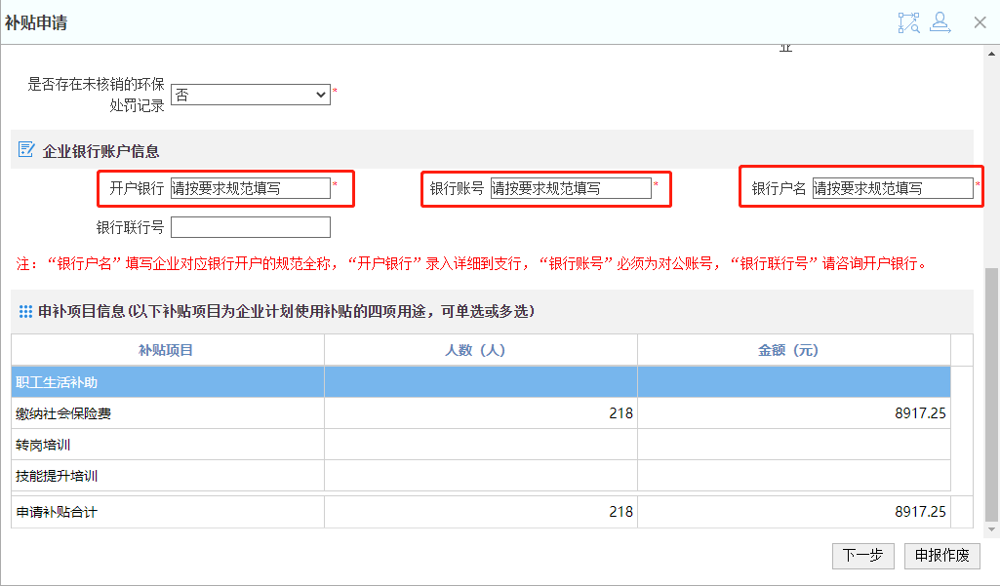 补贴申请
业
是否存在未核销的环保
处罚记录 否 *
企业银行账户信息
开户银行 请按要求规范填写 * 银行账号 请按要求规范填写 * 银行户名 请按要求规范填写 *
银行联行号
注：“银行户名”填写企业对应银行开户的规范全称，“开户银行”录入详细到支行，“银行账号”必须为对公账号，“银行联行号”请咨询开户银行。
申补项目信息(以下补贴项目为企业计划使用补贴的四项用途，可单选或多选)
补贴项目 人数（人） 金额（元）
职工生活补助
缴纳社会保险费 218 8917.25
转岗培训
技能提升培训
申请补贴合计 218 8917.25
下一步 申报作废